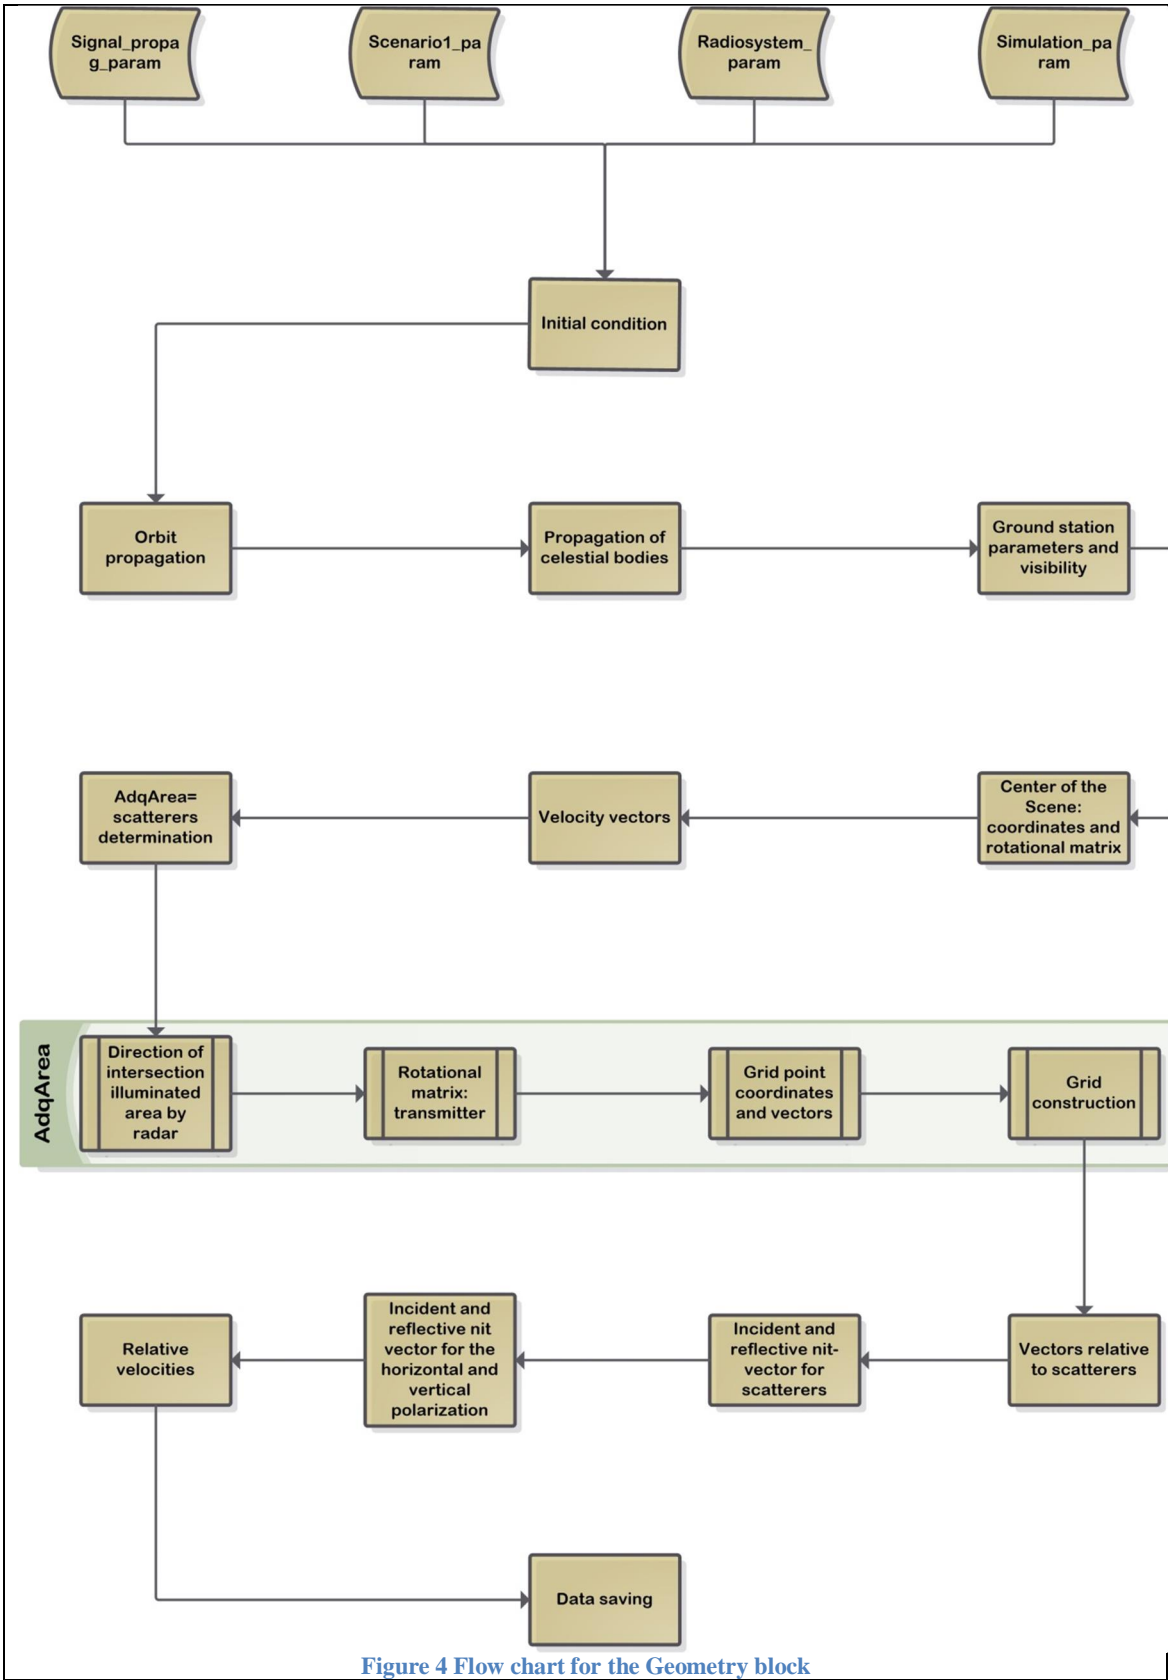 Signal_propa
g_param
Scenario1_pa
ram
Radiosystem_
param
Simulation_pa
ram
Initial condition
Orbit
propagation
Propagation of
celestial bodies
Ground station
parameters and
visibility
Center of the
Scene:
coordinates and
rotational matrix
Velocity vectors
AdqArea=
scatterers
determination
AdqArea
Direction of
intersection
illuminated
area by
radar
Rotational
matrix:
transmitter
Grid point
coordinates
and vectors
Grid
construction
Vectors relative
to scatterers
Incident and
reflective nit-
vector for
scatterers
Incident and
reflective nit
vector for the
horizontal and
vertical
polarization
Relative
velocities
Data saving
Figure 4 Flow chart for the Geometry block